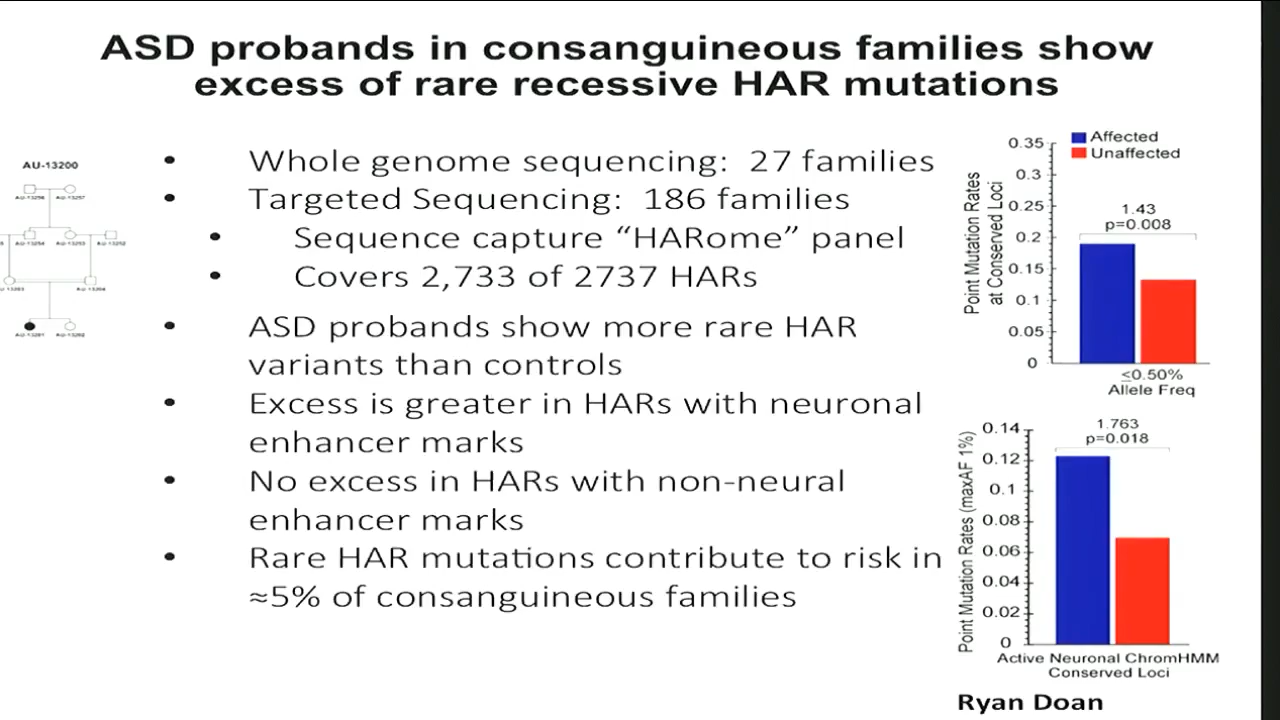 ASD probands in consanguineous families show
excess of rare recessive HAR mutations
AU-13200
• Whole genome sequencing: 27 families
• Targeted Sequencing: 186 families
• Sequence capture “HARome” panel
• Covers 2,733 of 2737 HARs
• ASD probands show more rare HAR
variants than controls
• Excess is greater in HARs with neuronal
enhancer marks
• No excess in HARs with non-neural
enhancer marks
• Rare HAR mutations contribute to risk in
≈5% of consanguineous families
Affected
Unaffected
Point Mutation Rates
at Conserved Loci
0.35
0.3
0.25
0.2
0.15
0.1
0.05
0
1.43
p=0.008
≤0.50%
Allele Freq
Point Mutation Rates (maxAF 1%)
0.14
0.12
0.1
0.08
0.06
0.04
0.02
0
1.763
p=0.018
Active Neuronal ChromHMM
Conserved Loci
Ryan Doan